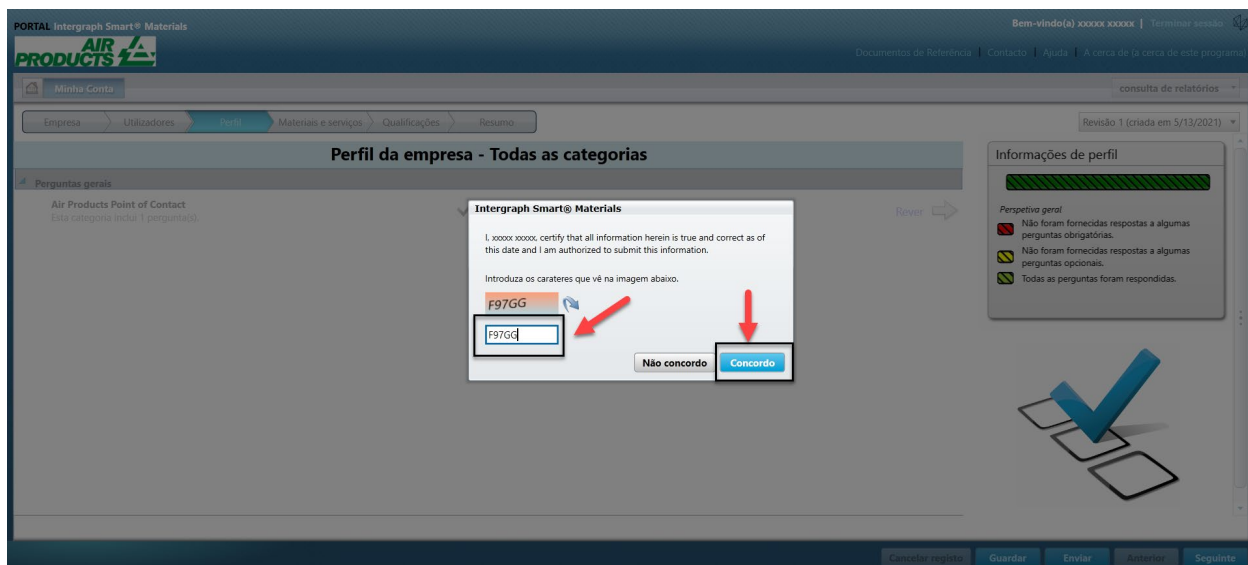 PORTAL Intergraph Smart® Materials
Bem-vindo(a) xxxxx xxxxx | Terminar sessão
AIR PRODUCTS
Documentos de Referência | Contacto | Ajuda | A cerca de (a cerca de este programa)
Minha Conta
consulta de relatórios
Empresa Utilizadores Perfil Materiais e serviços Qualificações Resumo
Revisão 1 (criada em 5/13/2021)
Perfil da empresa - Todas as categorias
Perguntas gerais
Air Products Point of Contact
Esta categoria inclui 1 pergunta(s).
Rever
Intergraph Smart® Materials
I, xxxxx xxxxx, certify that all information herein is true and correct as of
this date and I am authorized to submit this information.
Introduza os carateres que vê na imagem abaixo.
F97GG
F97GG
Não concordo
Concordo
Informações de perfil
Perspetiva geral
Não foram fornecidas respostas a algumas
perguntas obrigatórias.
Não foram fornecidas respostas a algumas
perguntas opcionais.
Todas as perguntas foram respondidas.
Cancelar registo Guardar Enviar Anterior Seguinte